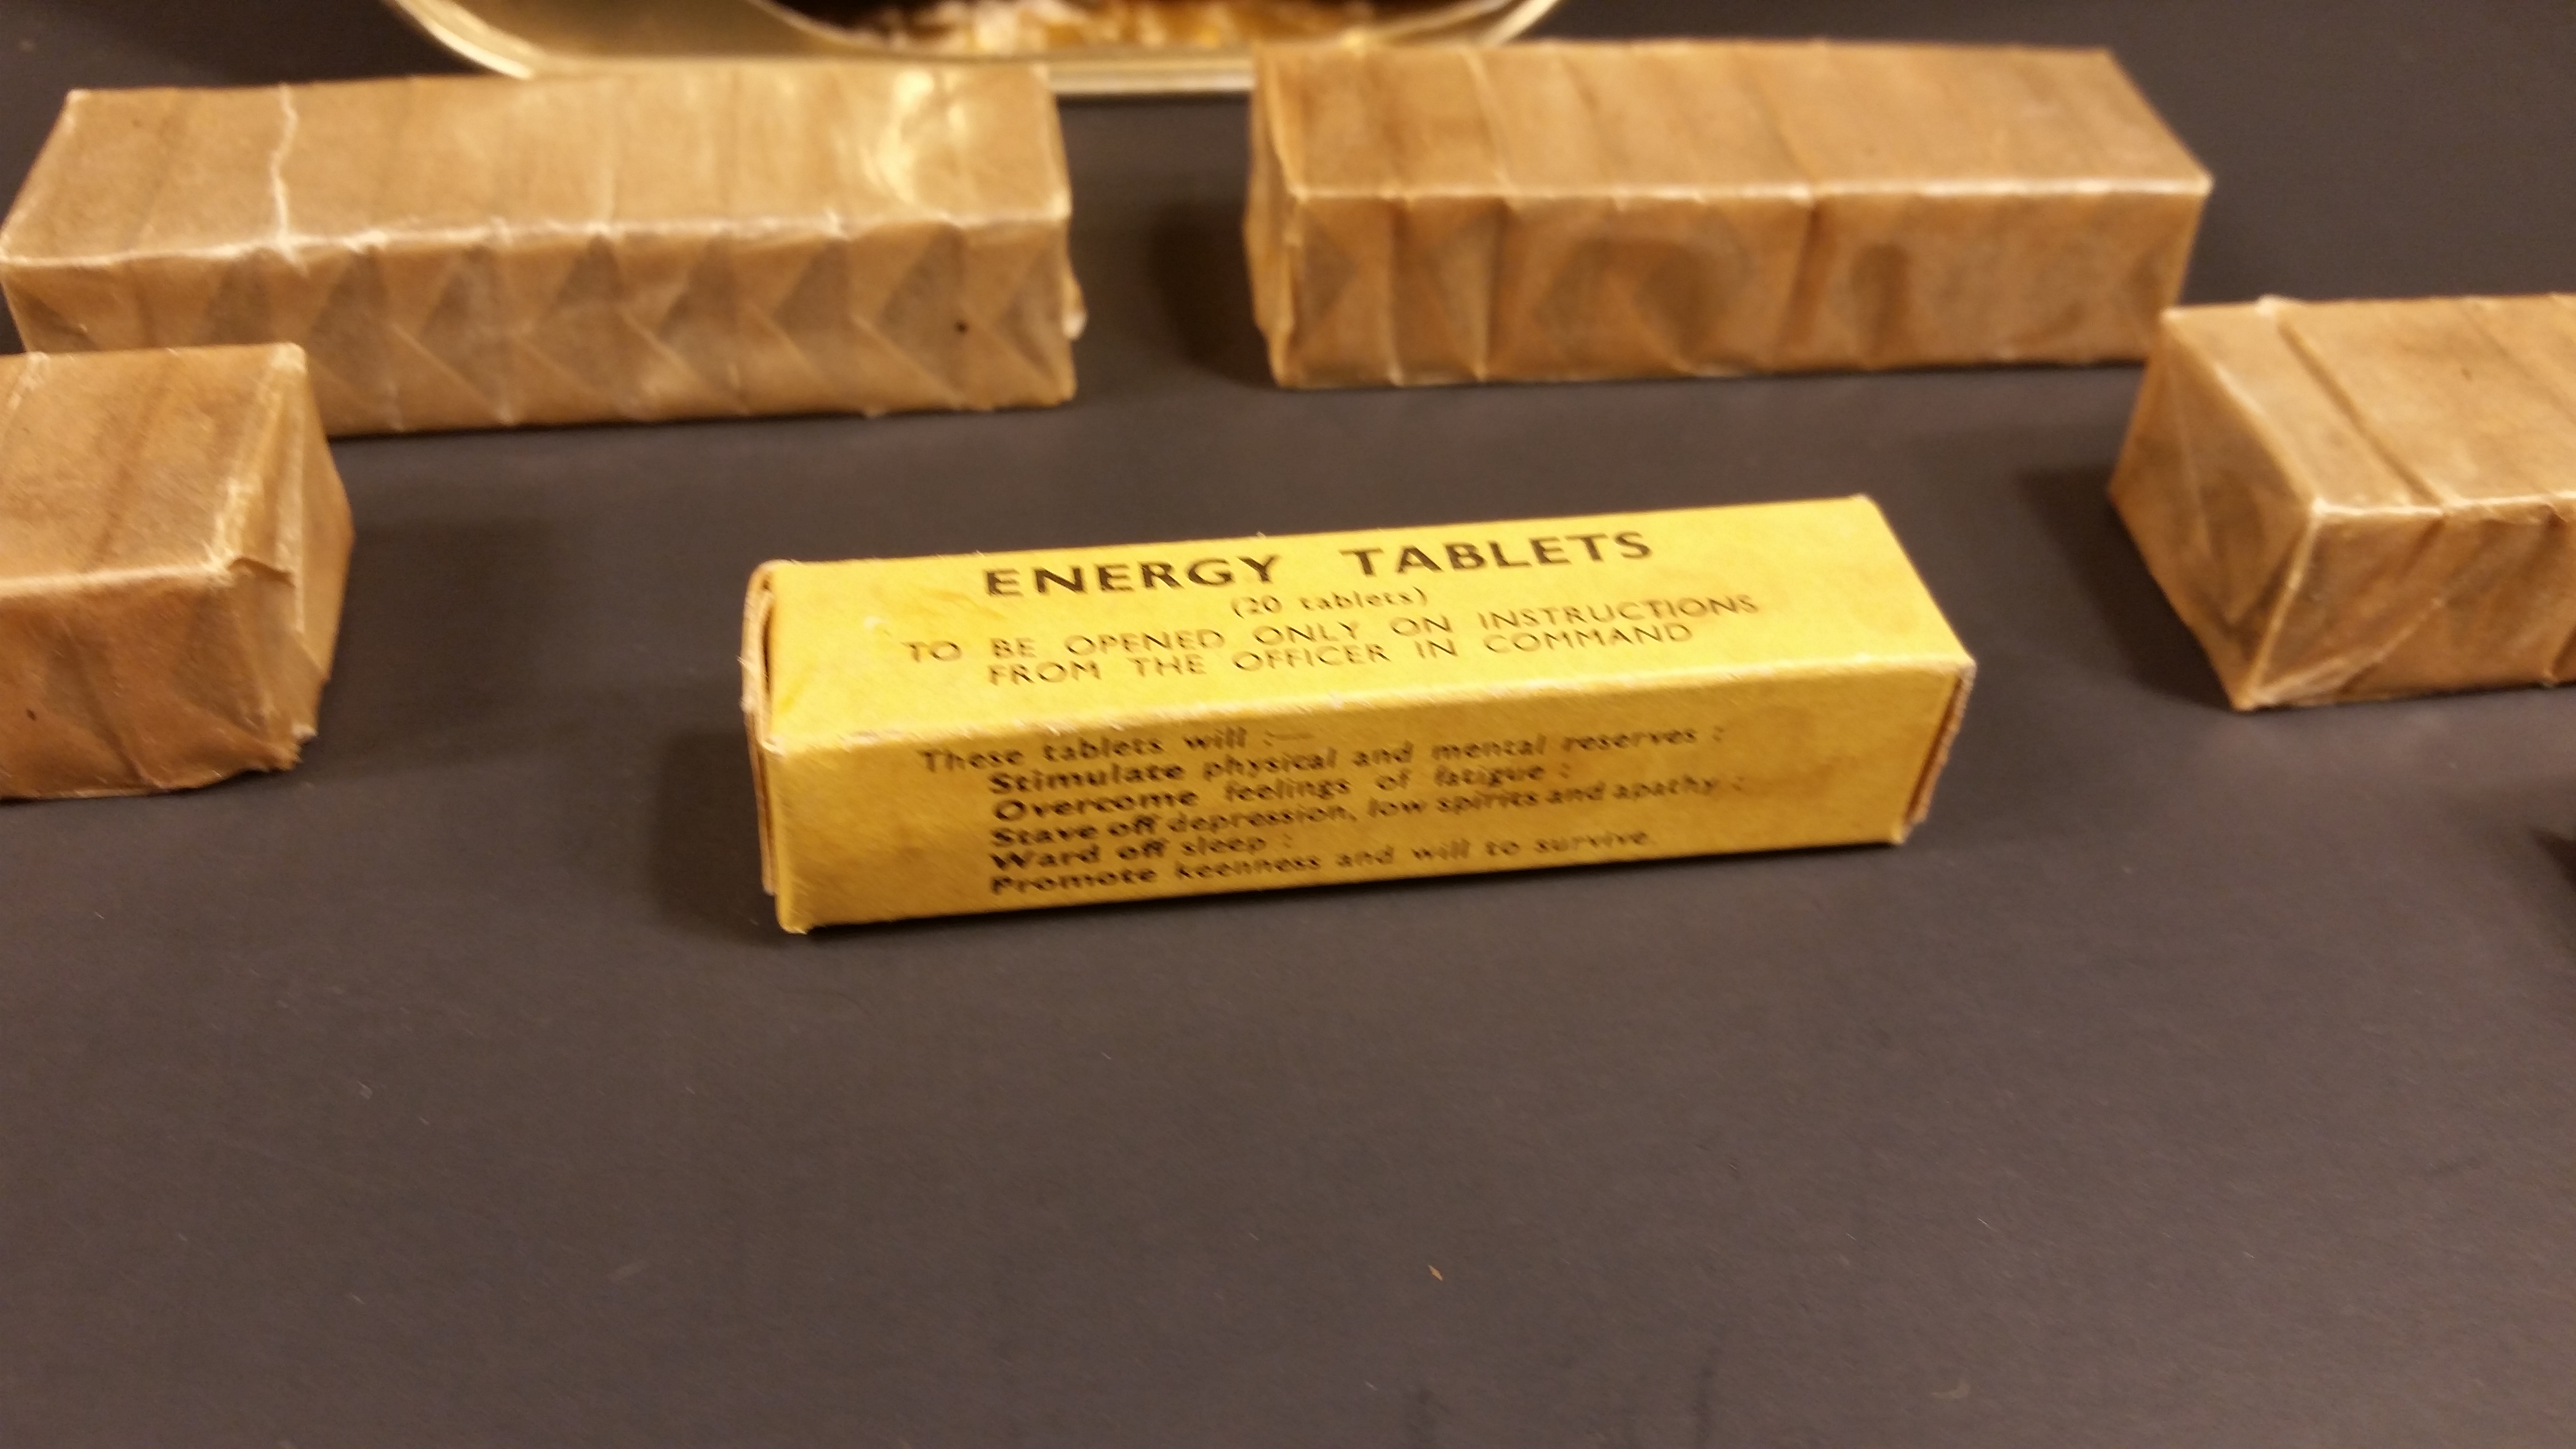 ENERGY TABLETS
(20 tablets)
TO BE OPENED ONLY ON INSTRUCTIONS
FROM THE OFFICER IN COMMAND
These tablets will :—
Stimulate physical and mental reserves :
Overcome feelings of fatigue :
Stave off depression, low spirits and apathy :
Ward off sleep :
Promote keenness and will to survive.